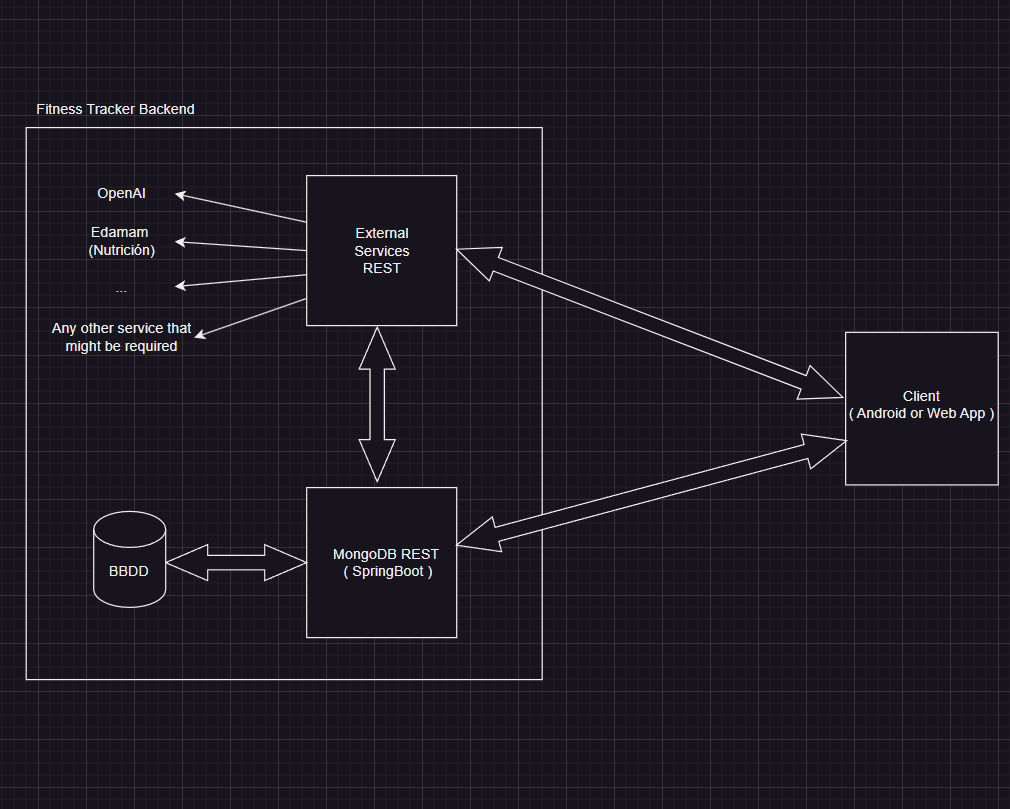 Fitness Tracker Backend
OpenAI
Edamam
(Nutrición)
...
Any other service that
might be required
External
Services
REST
Client
( Android or Web App )
MongoDB REST
( SpringBoot )
BBDD